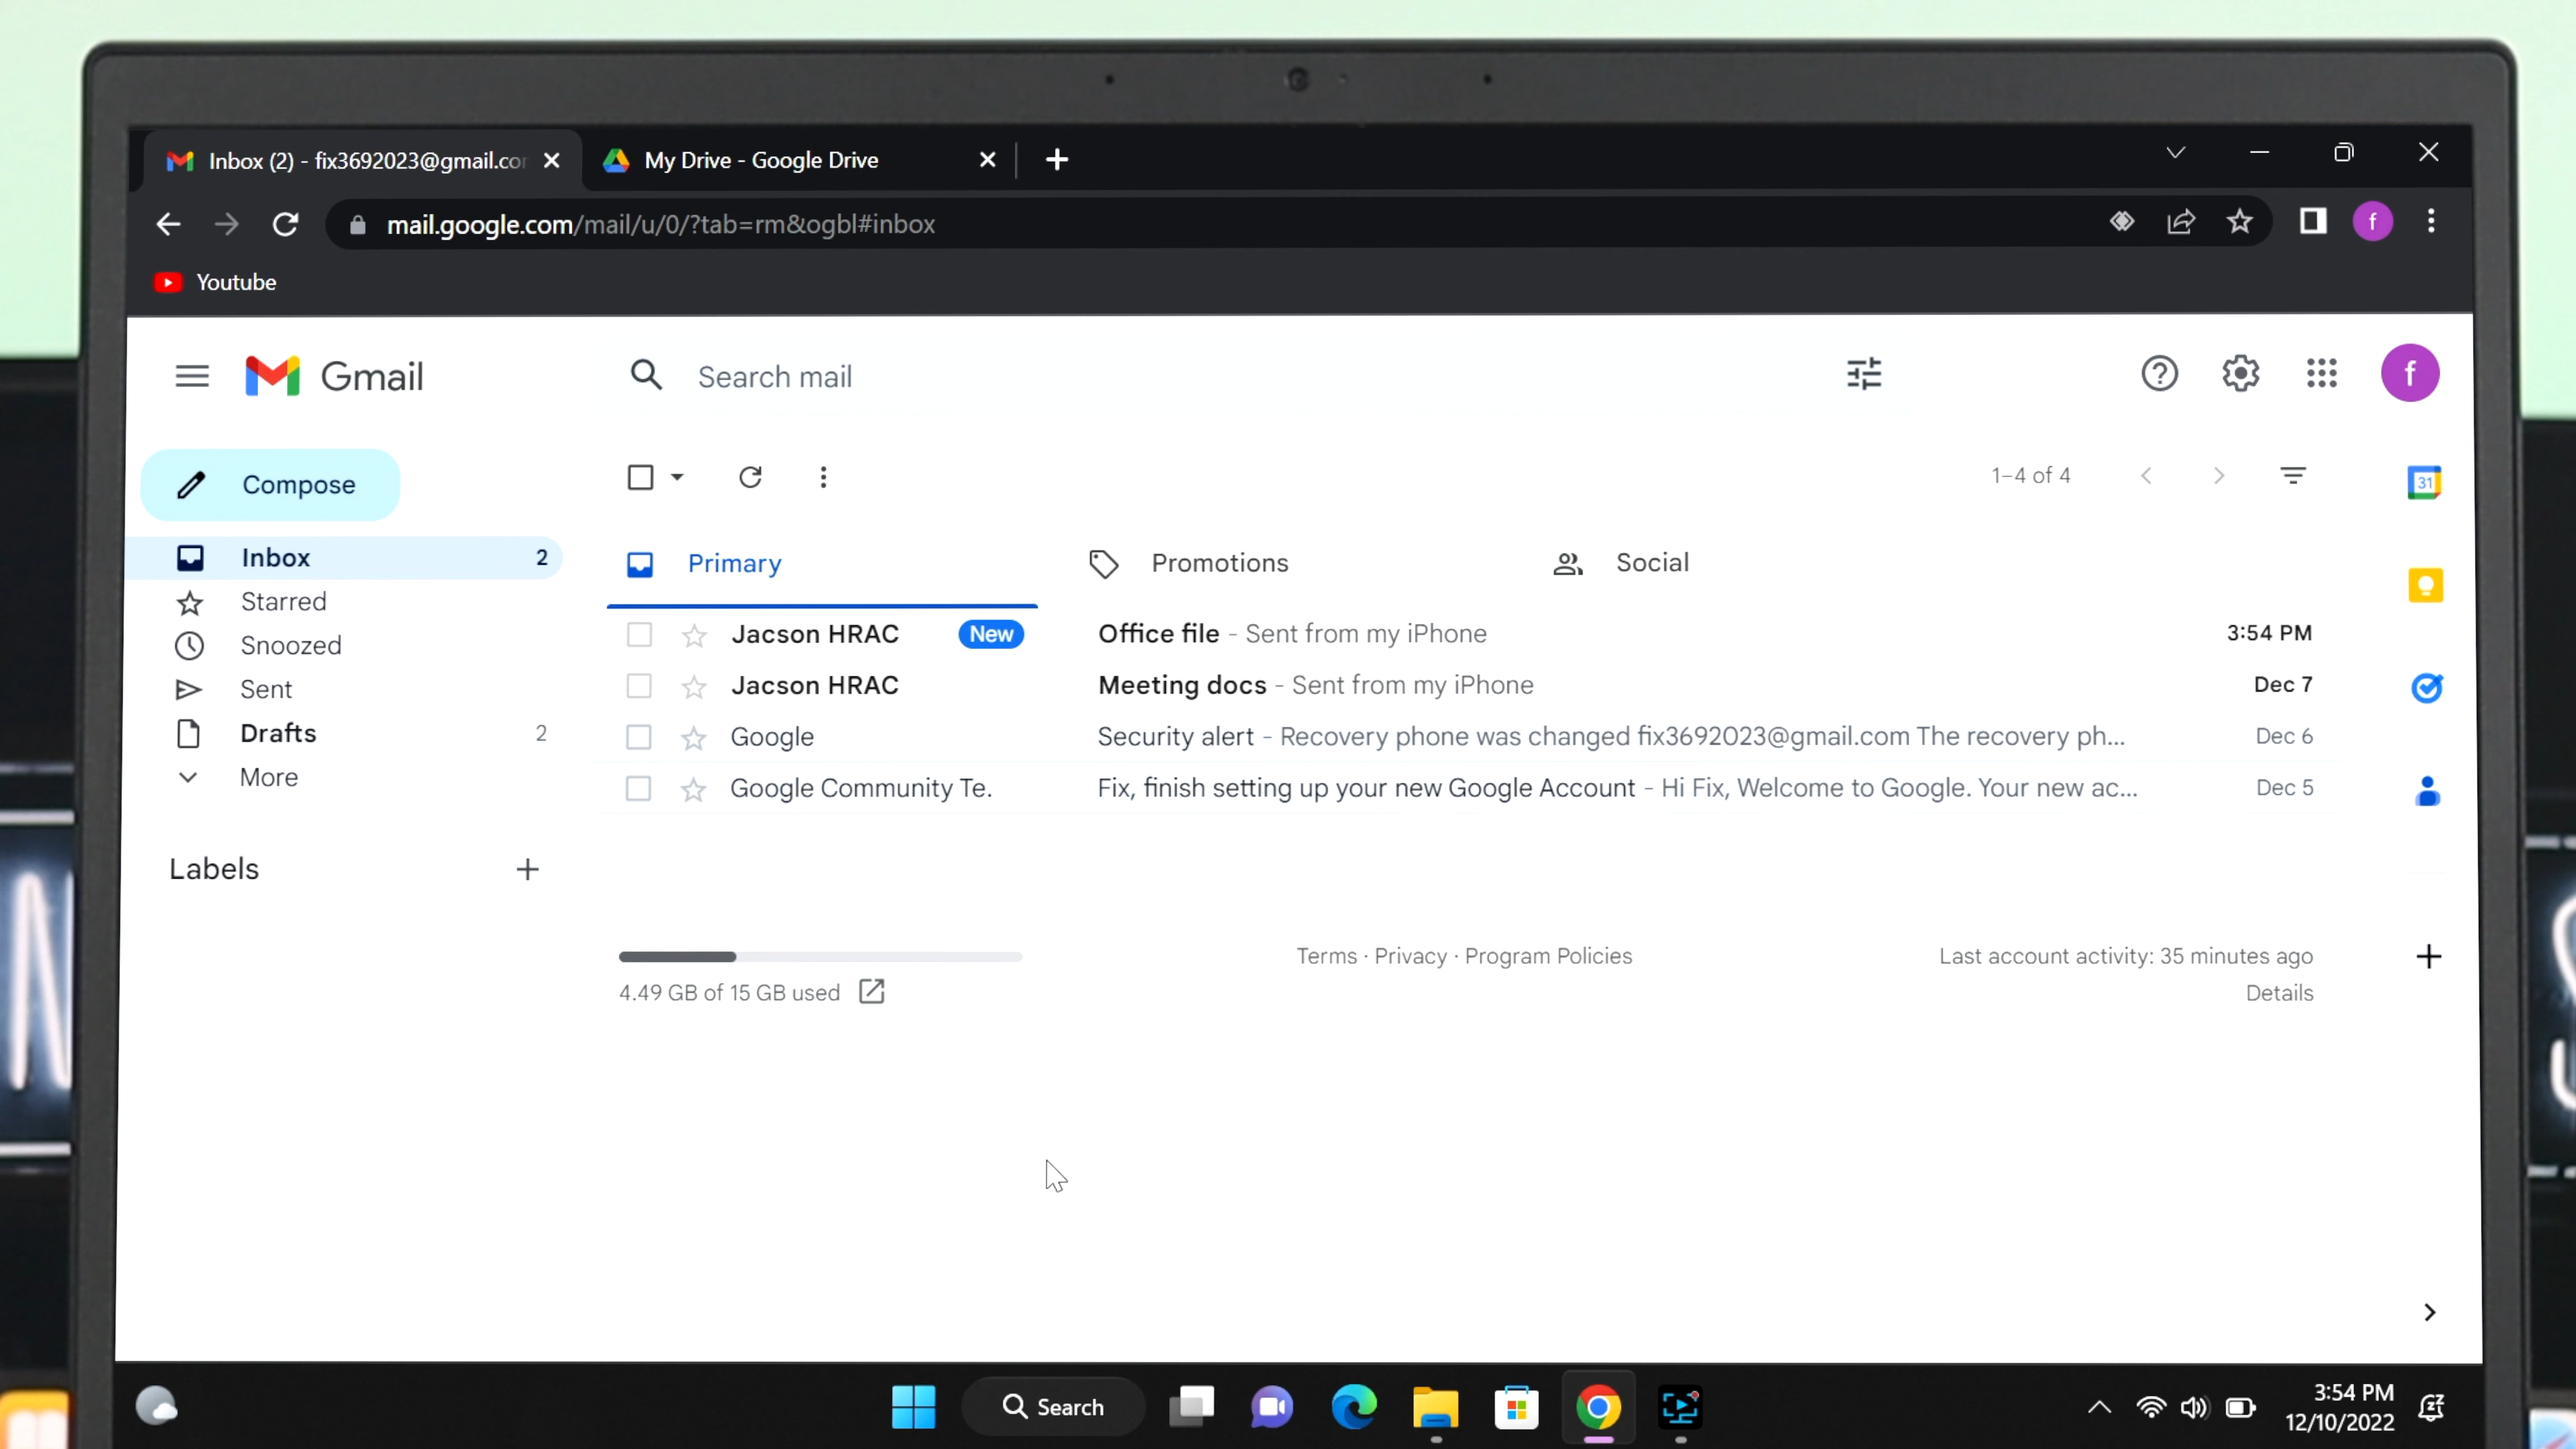 Inbox (2) - fix3692023@gmail.co
My Drive - Google Drive
mail.google.com/mail/u/0/?tab=rm&ogbl#inbox
f
Youtube
Gmail
Search mail
f
Compose
1–4 of 4
31
Inbox 2
Primary
Promotions
Social
Starred
Snoozed
Sent
Drafts 2
More
Jacson HRAC New Office file - Sent from my iPhone 3:54 PM
Jacson HRAC Meeting docs - Sent from my iPhone Dec 7
Google Security alert - Recovery phone was changed fix3692023@gmail.com The recovery ph... Dec 6
Google Community Te. Fix, finish setting up your new Google Account - Hi Fix, Welcome to Google. Your new ac... Dec 5
Labels
4.49 GB of 15 GB used
Terms · Privacy · Program Policies
Last account activity: 35 minutes ago
Details
N
Search
3:54 PM
12/10/2022